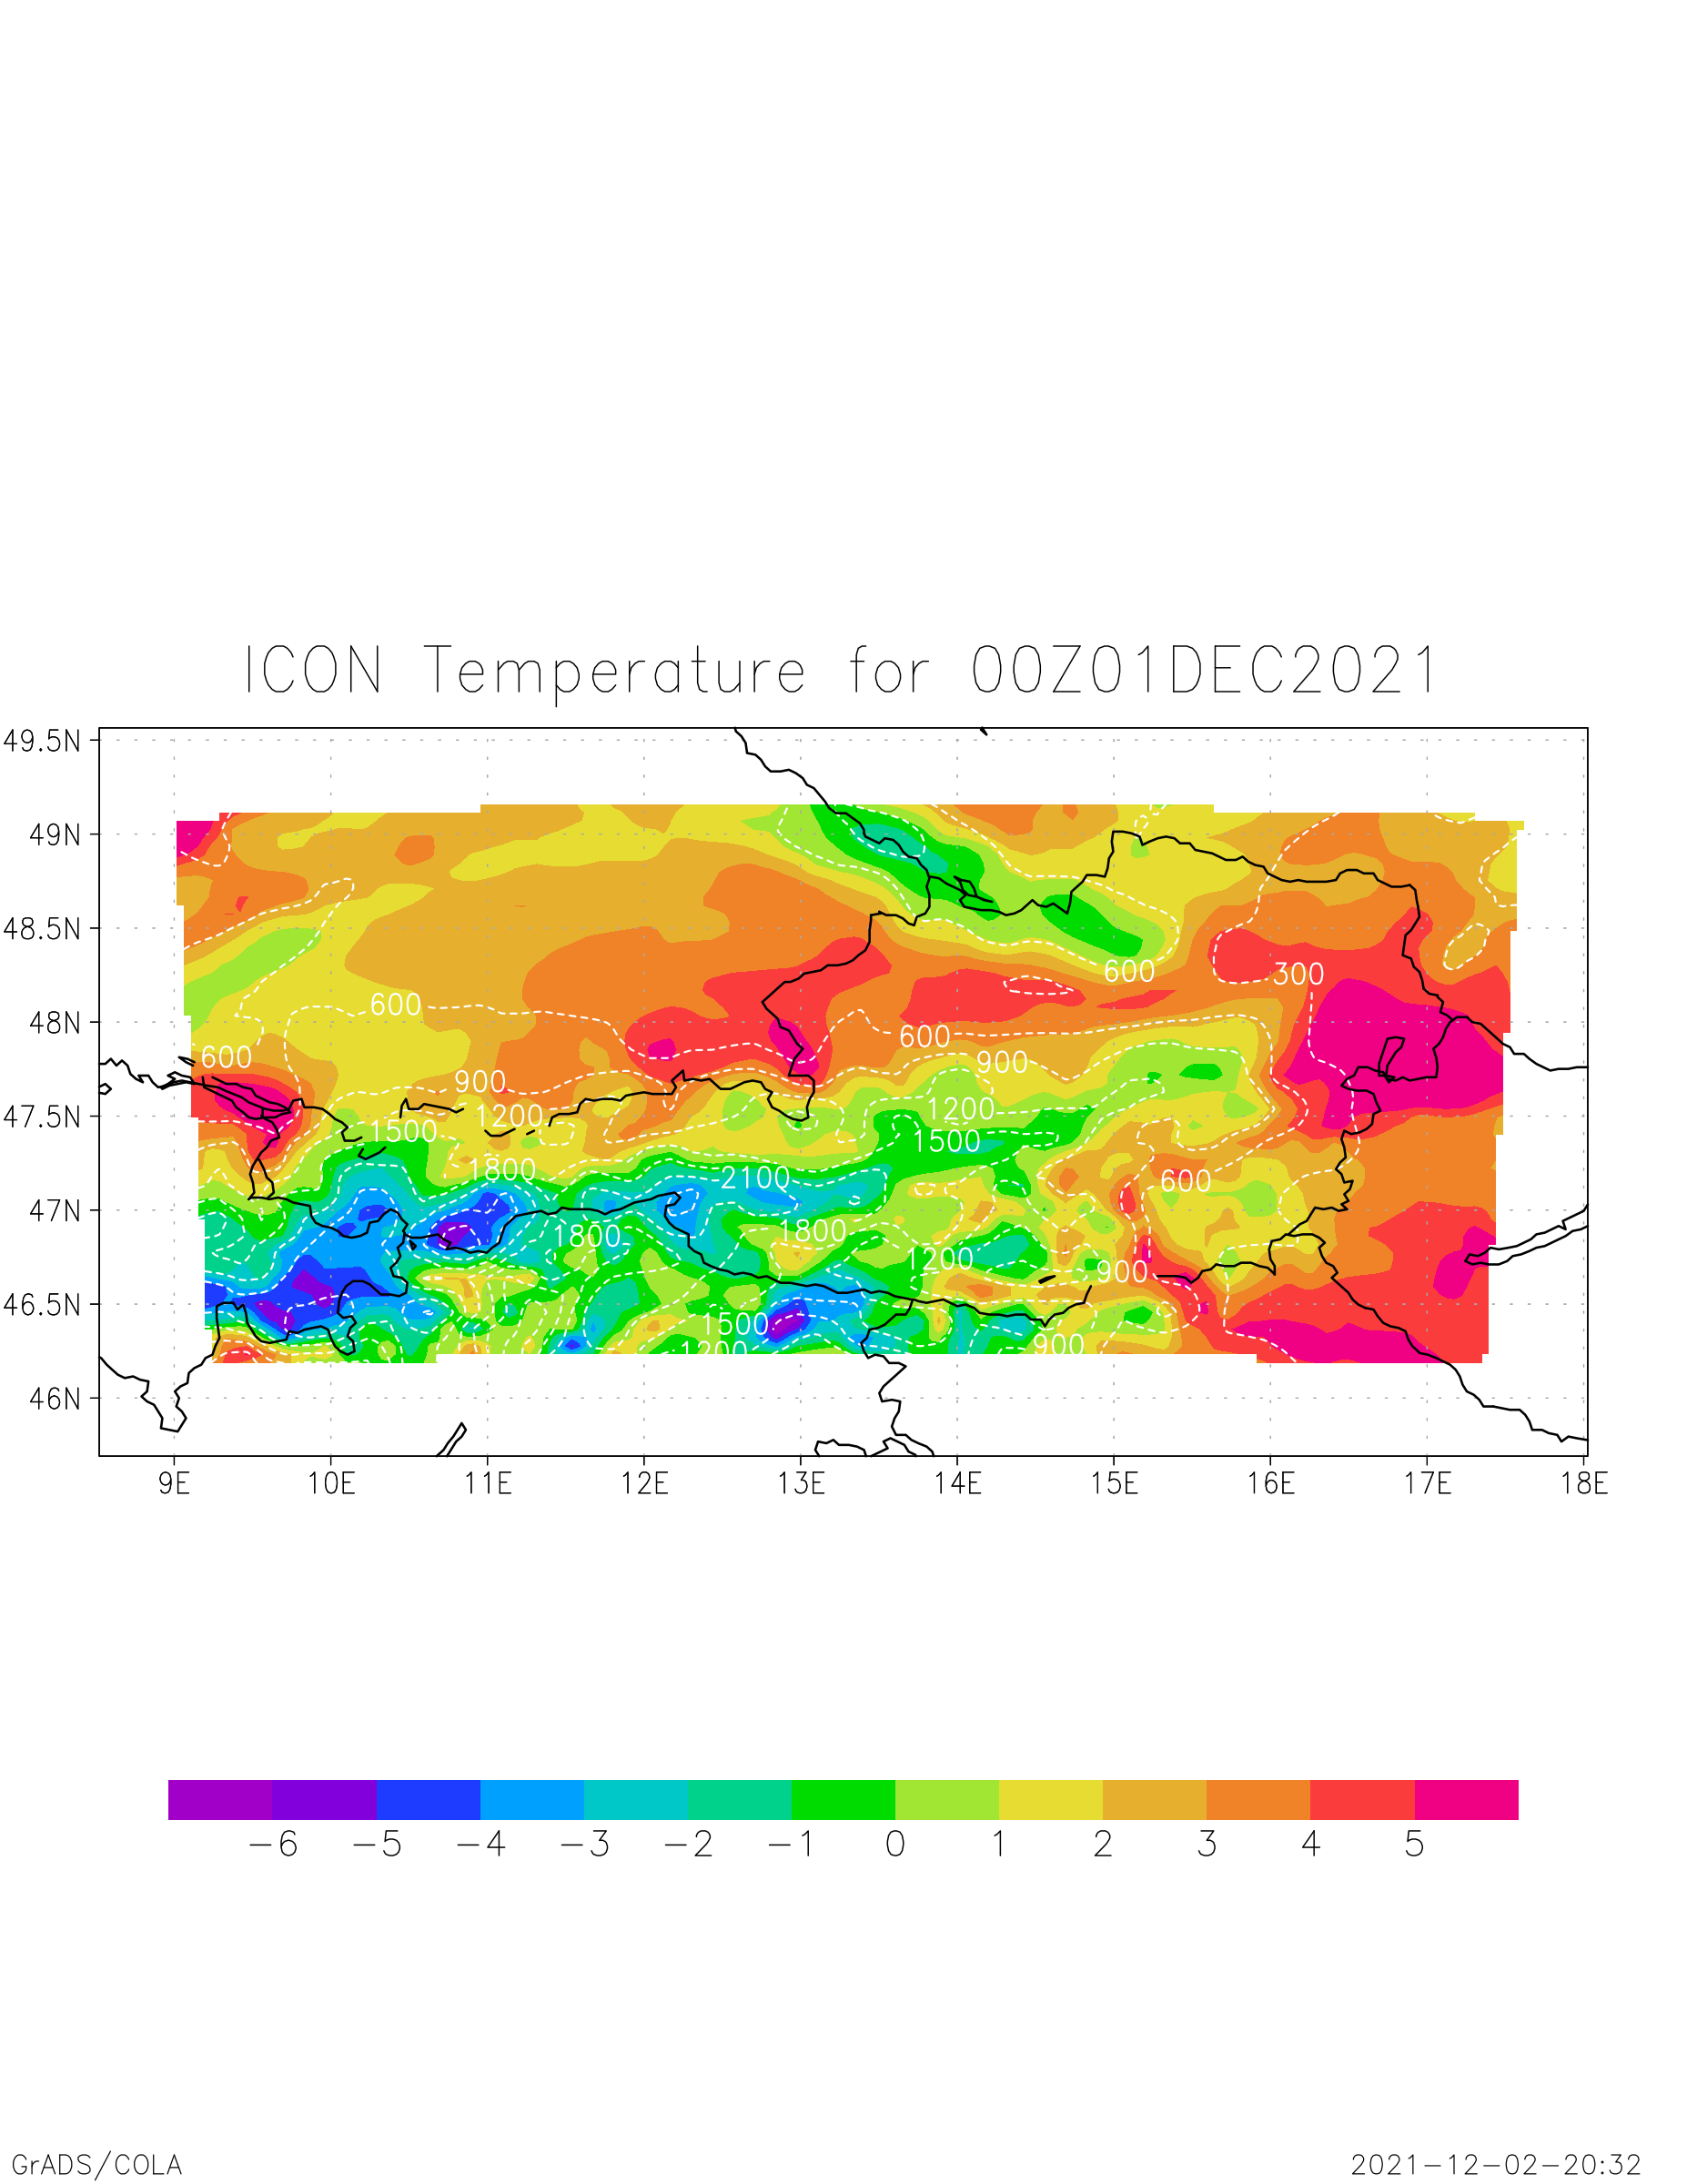 ICON Temperature for 00Z01DEC2021
49.5N
49N
48.5N
48N
47.5N
47N
46.5N
46N
600
300
600
600
600
900
900
1200
1200
1500
1500
1800
2100
600
1800
1800
1200
900
1500
900
1200
9E 10E 11E 12E 13E 14E 15E 16E 17E 18E
−6 −5 −4 −3 −2 −1 0 1 2 3 4 5
GrADS/COLA
2021−12−02−20:32